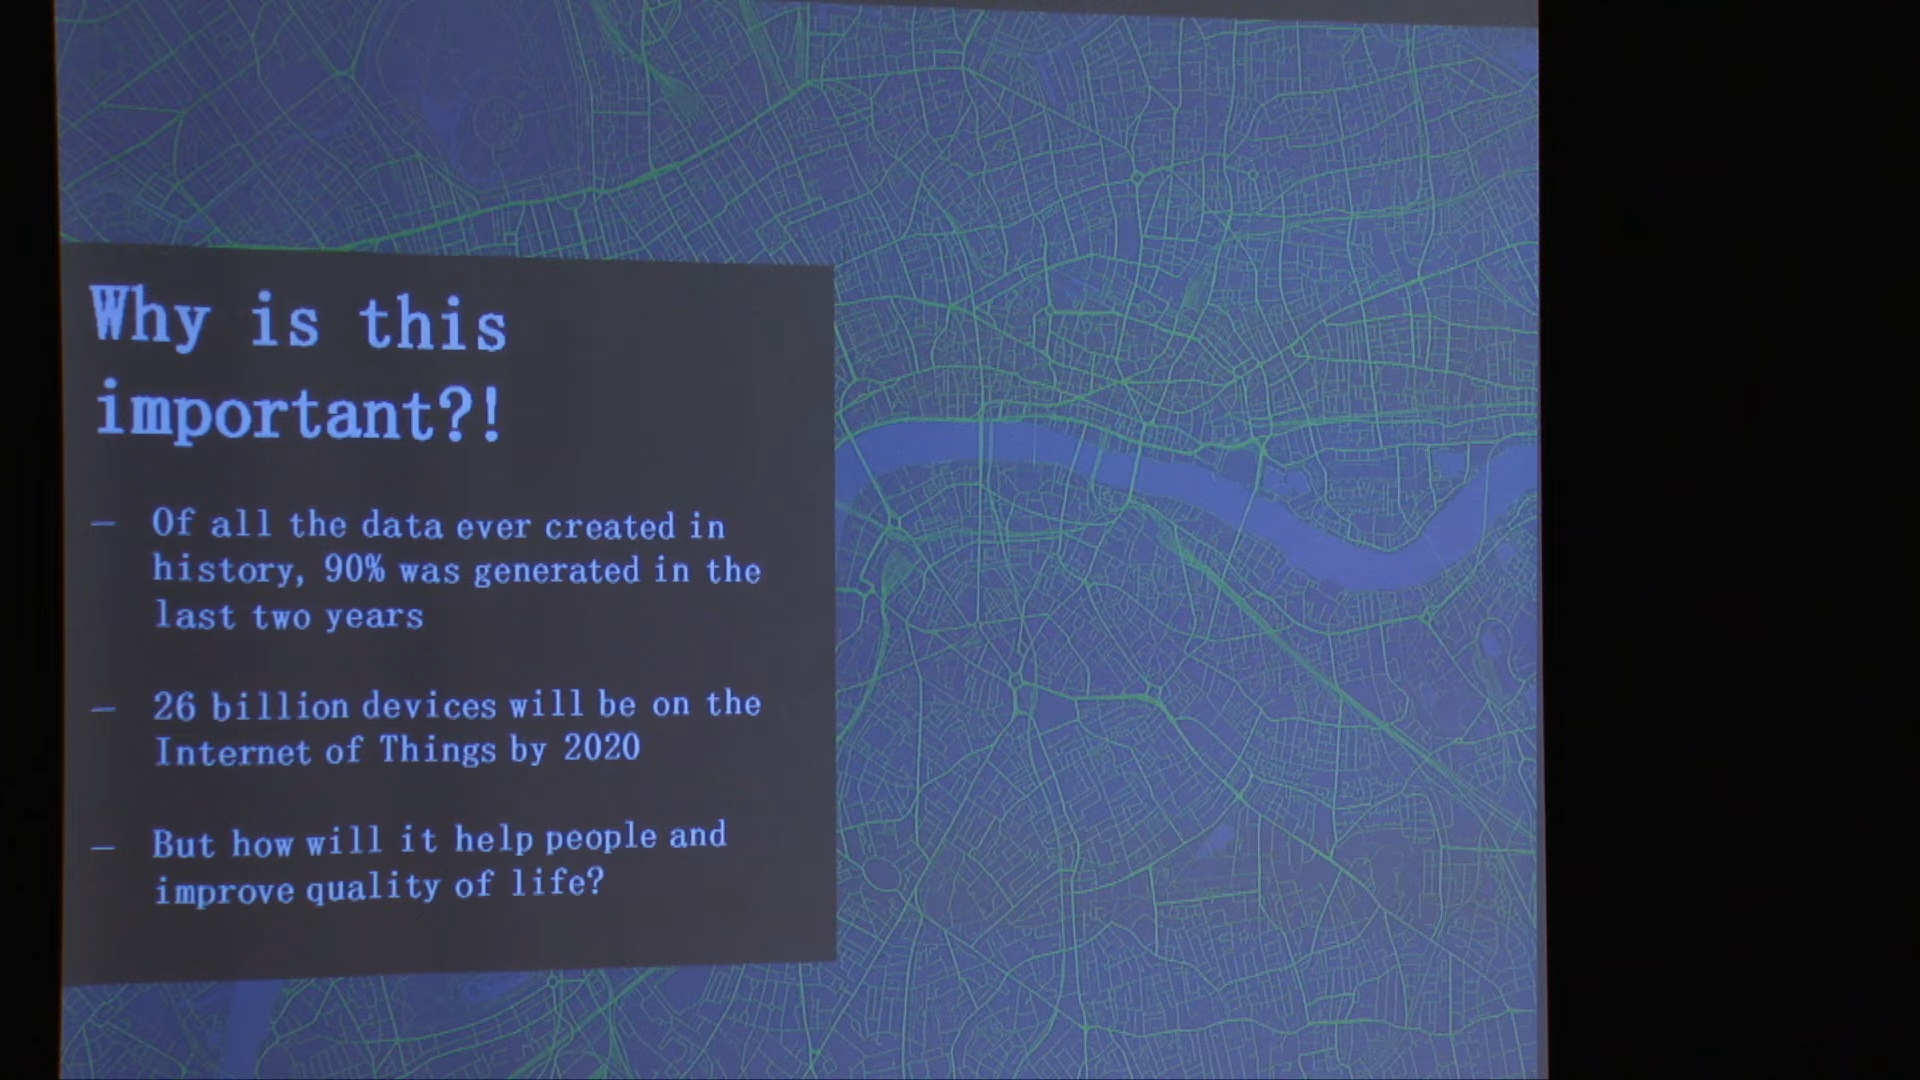 Why is this
important?!
– Of all the data ever created in
history, 90% was generated in the
last two years
– 26 billion devices will be on the
Internet of Things by 2020
– But how will it help people and
improve quality of life?